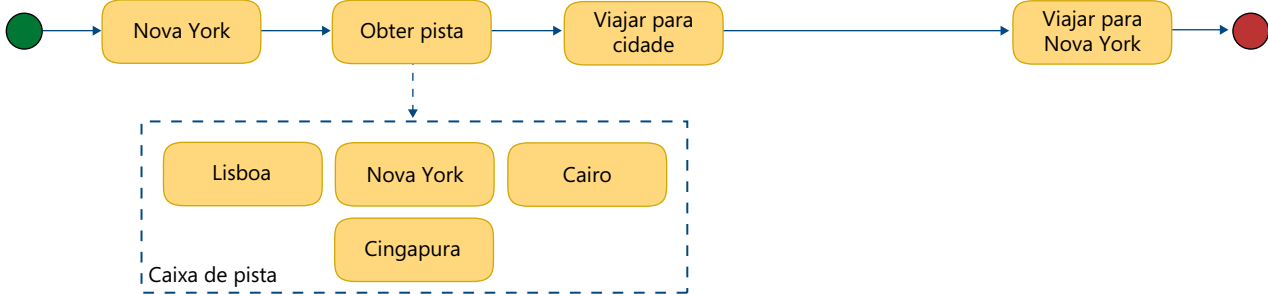 Nova York
Obter pista
Viajar para
cidade
Viajar para
Nova York
Lisboa
Nova York
Cairo
Cingapura
Caixa de pista